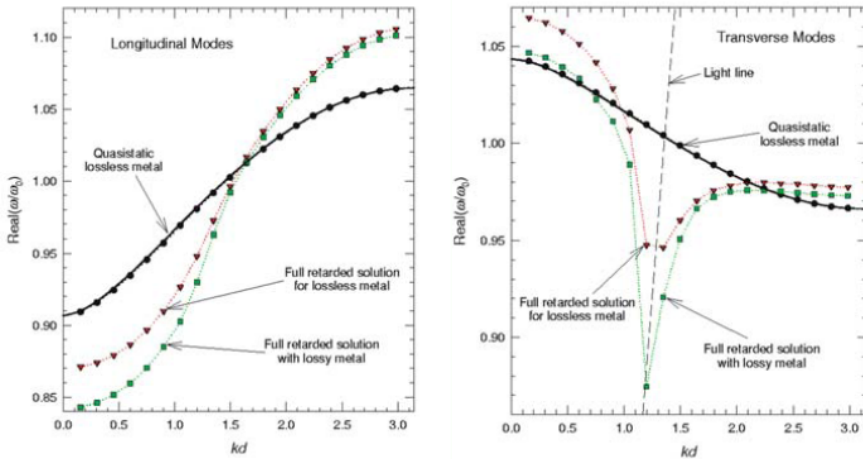 Longitudinal Modes
Real(ω/ω₀)
1.10
1.05
1.00
0.95
0.90
0.85
Quasistatic
lossless metal
Full retarded solution
for lossless metal
Full retarded solution
with lossy metal
0.0 0.5 1.0 1.5 2.0 2.5 3.0
kd
Transverse Modes
Real(ω/ω₀)
1.05
1.00
0.95
0.90
Light line
Quasistatic
lossless metal
Full retarded solution
for lossless metal
Full retarded solution
with lossy metal
0.0 0.5 1.0 1.5 2.0 2.5 3.0
kd